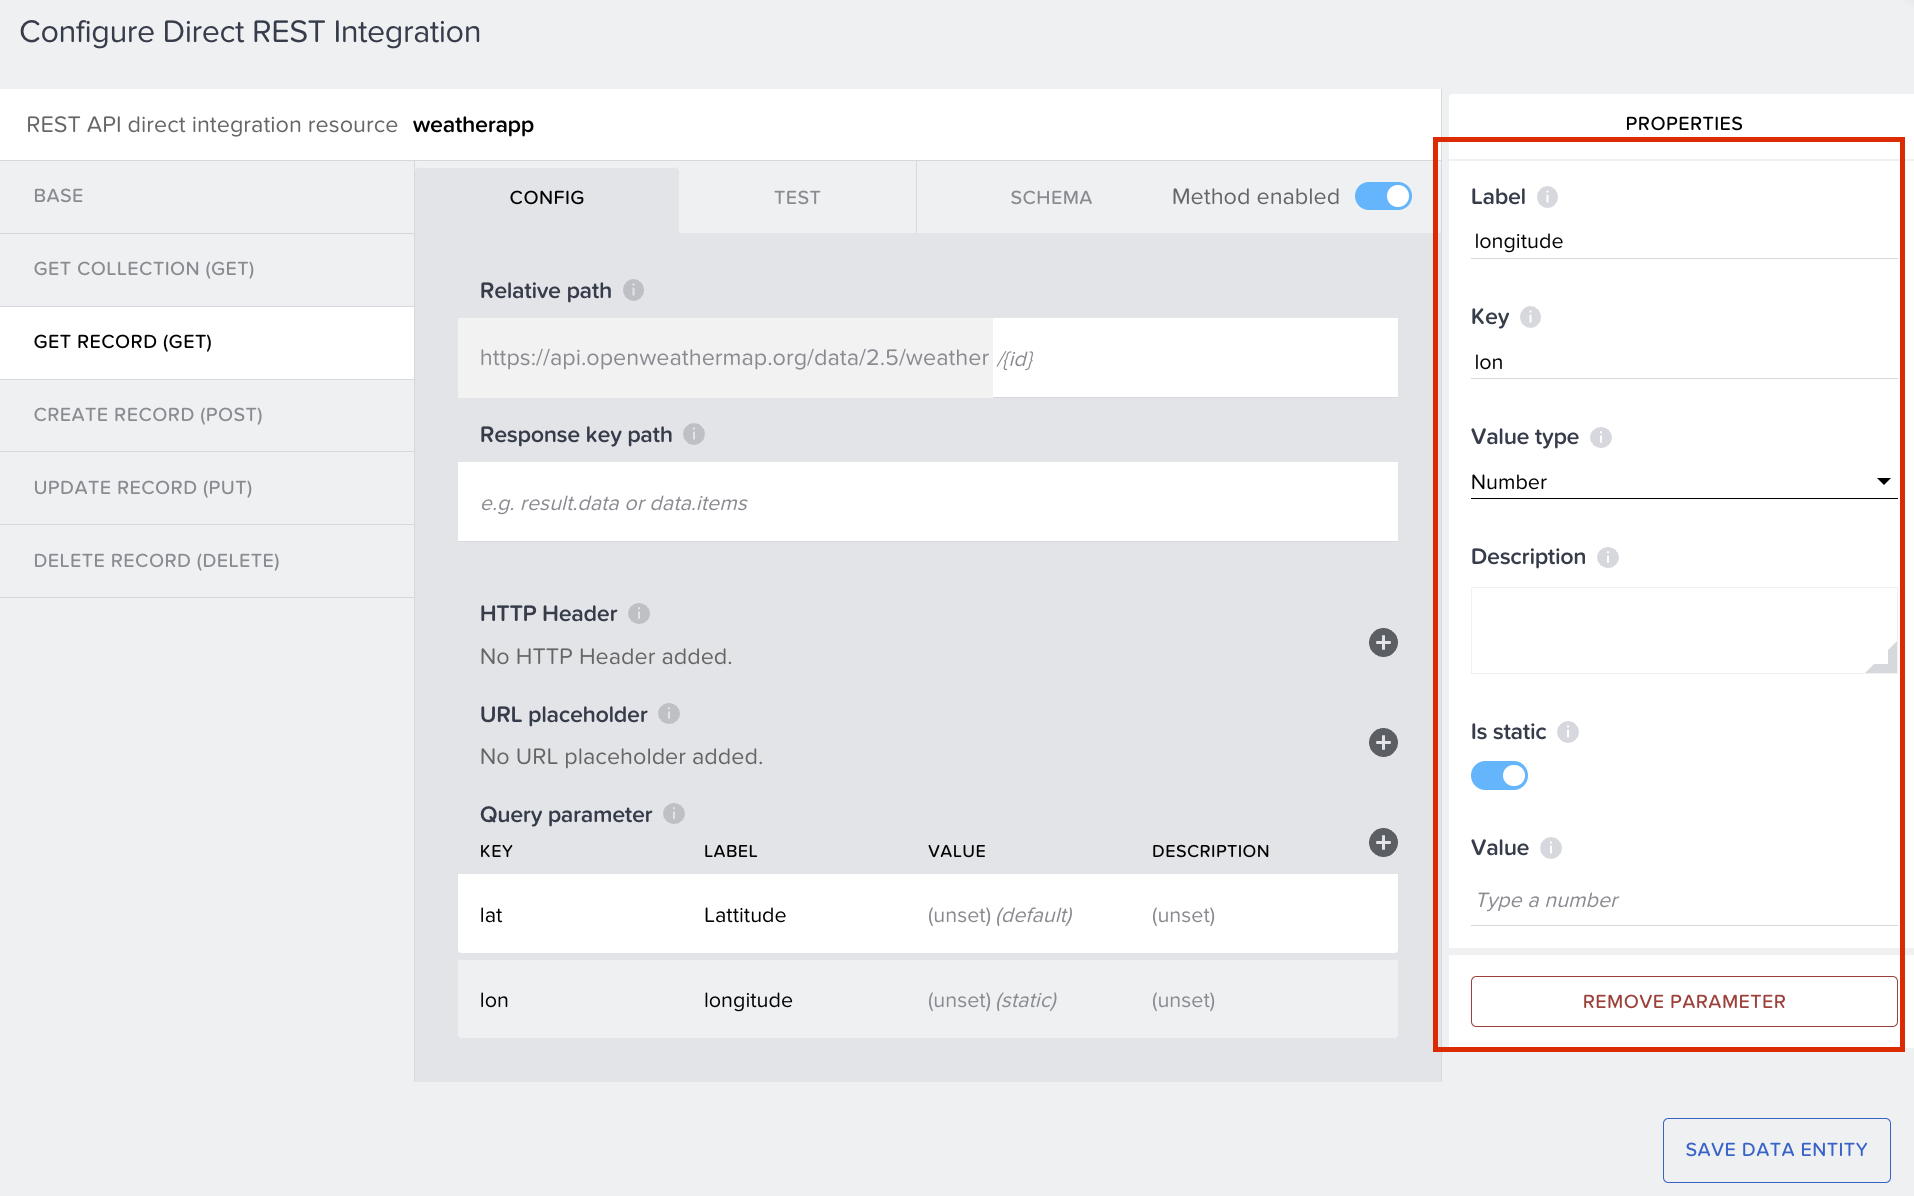 Configure Direct REST Integration
REST API direct integration resource weatherapp
BASE
GET COLLECTION (GET)
GET RECORD (GET)
CREATE RECORD (POST)
UPDATE RECORD (PUT)
DELETE RECORD (DELETE)
CONFIG TEST SCHEMA Method enabled
Relative path
https://api.openweathermap.org/data/2.5/weather /{id}
Response key path
e.g. result.data or data.items
HTTP Header
No HTTP Header added.
URL placeholder
No URL placeholder added.
Query parameter
KEY LABEL VALUE DESCRIPTION
lat Lattitude (unset) (default) (unset)
lon longitude (unset) (static) (unset)
PROPERTIES
Label
longitude
Key
lon
Value type
Number
Description
Is static
Value
Type a number
REMOVE PARAMETER
SAVE DATA ENTITY